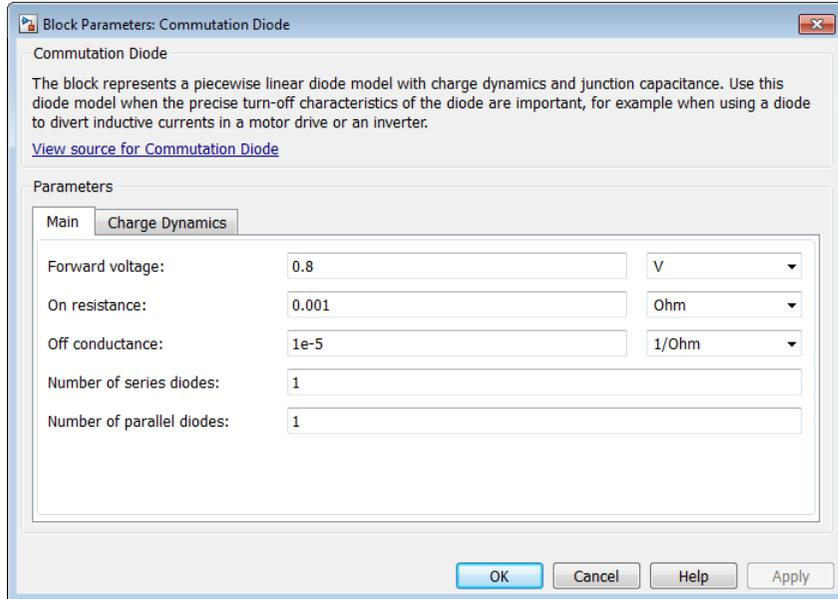 Block Parameters: Commutation Diode
Commutation Diode
The block represents a piecewise linear diode model with charge dynamics and junction capacitance. Use this
diode model when the precise turn-off characteristics of the diode are important, for example when using a diode
to divert inductive currents in a motor drive or an inverter.
View source for Commutation Diode
Parameters
Main Charge Dynamics
Forward voltage: 0.8 V
On resistance: 0.001 Ohm
Off conductance: 1e-5 1/Ohm
Number of series diodes: 1
Number of parallel diodes: 1
OK Cancel Help Apply